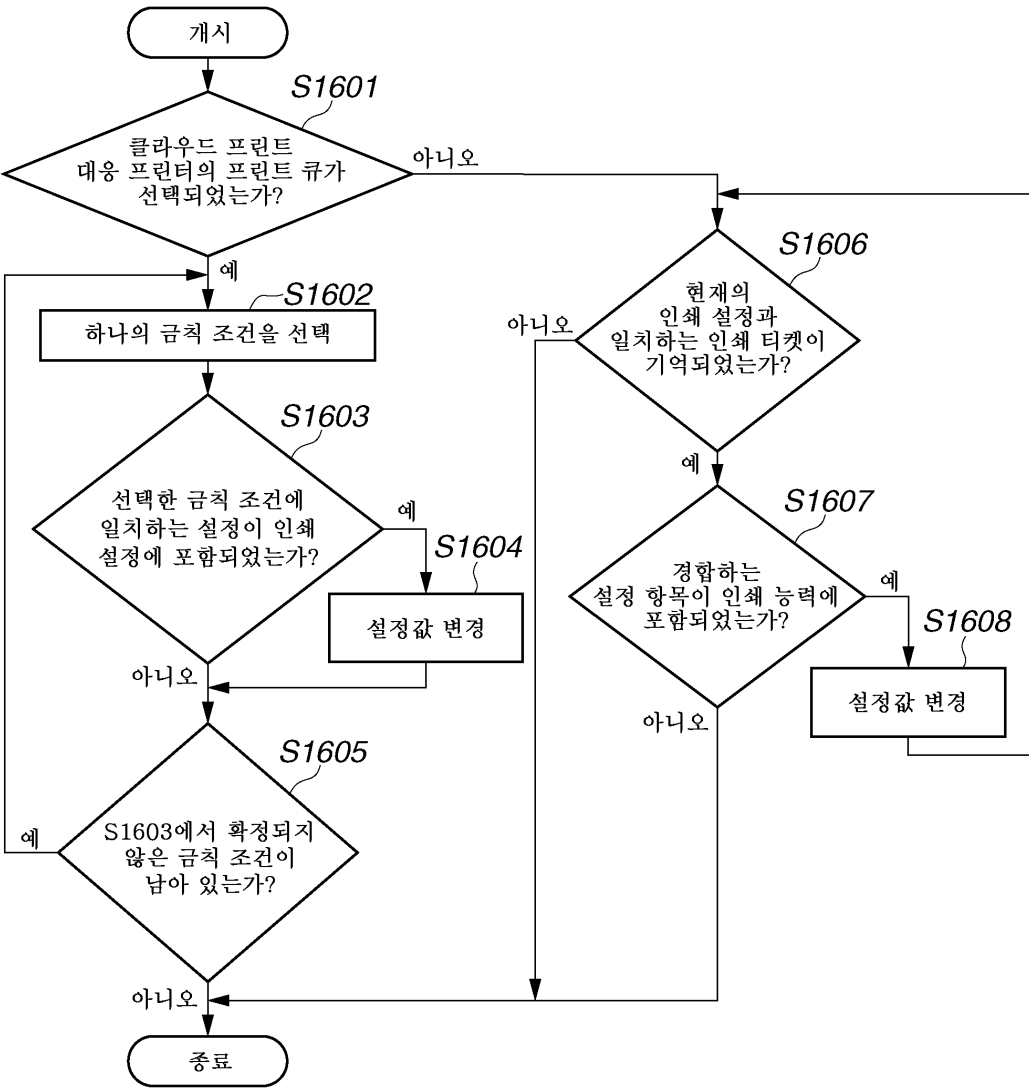 개시
S1601
클라우드 프린트
대응 프린터의 프린트 큐가
선택되었는가?
아니오
예
S1602
하나의 금칙 조건을 선택
S1603
선택한 금칙 조건에
일치하는 설정이 인쇄
설정에 포함되었는가?
예
S1604
설정값 변경
아니오
S1605
S1603에서 확정되지
않은 금칙 조건이
남아 있는가?
예
아니오
종료
S1606
현재의
인쇄 설정과
일치하는 인쇄 티켓이
기억되었는가?
아니오
예
S1607
경합하는
설정 항목이 인쇄 능력에
포함되었는가?
예
S1608
설정값 변경
아니오